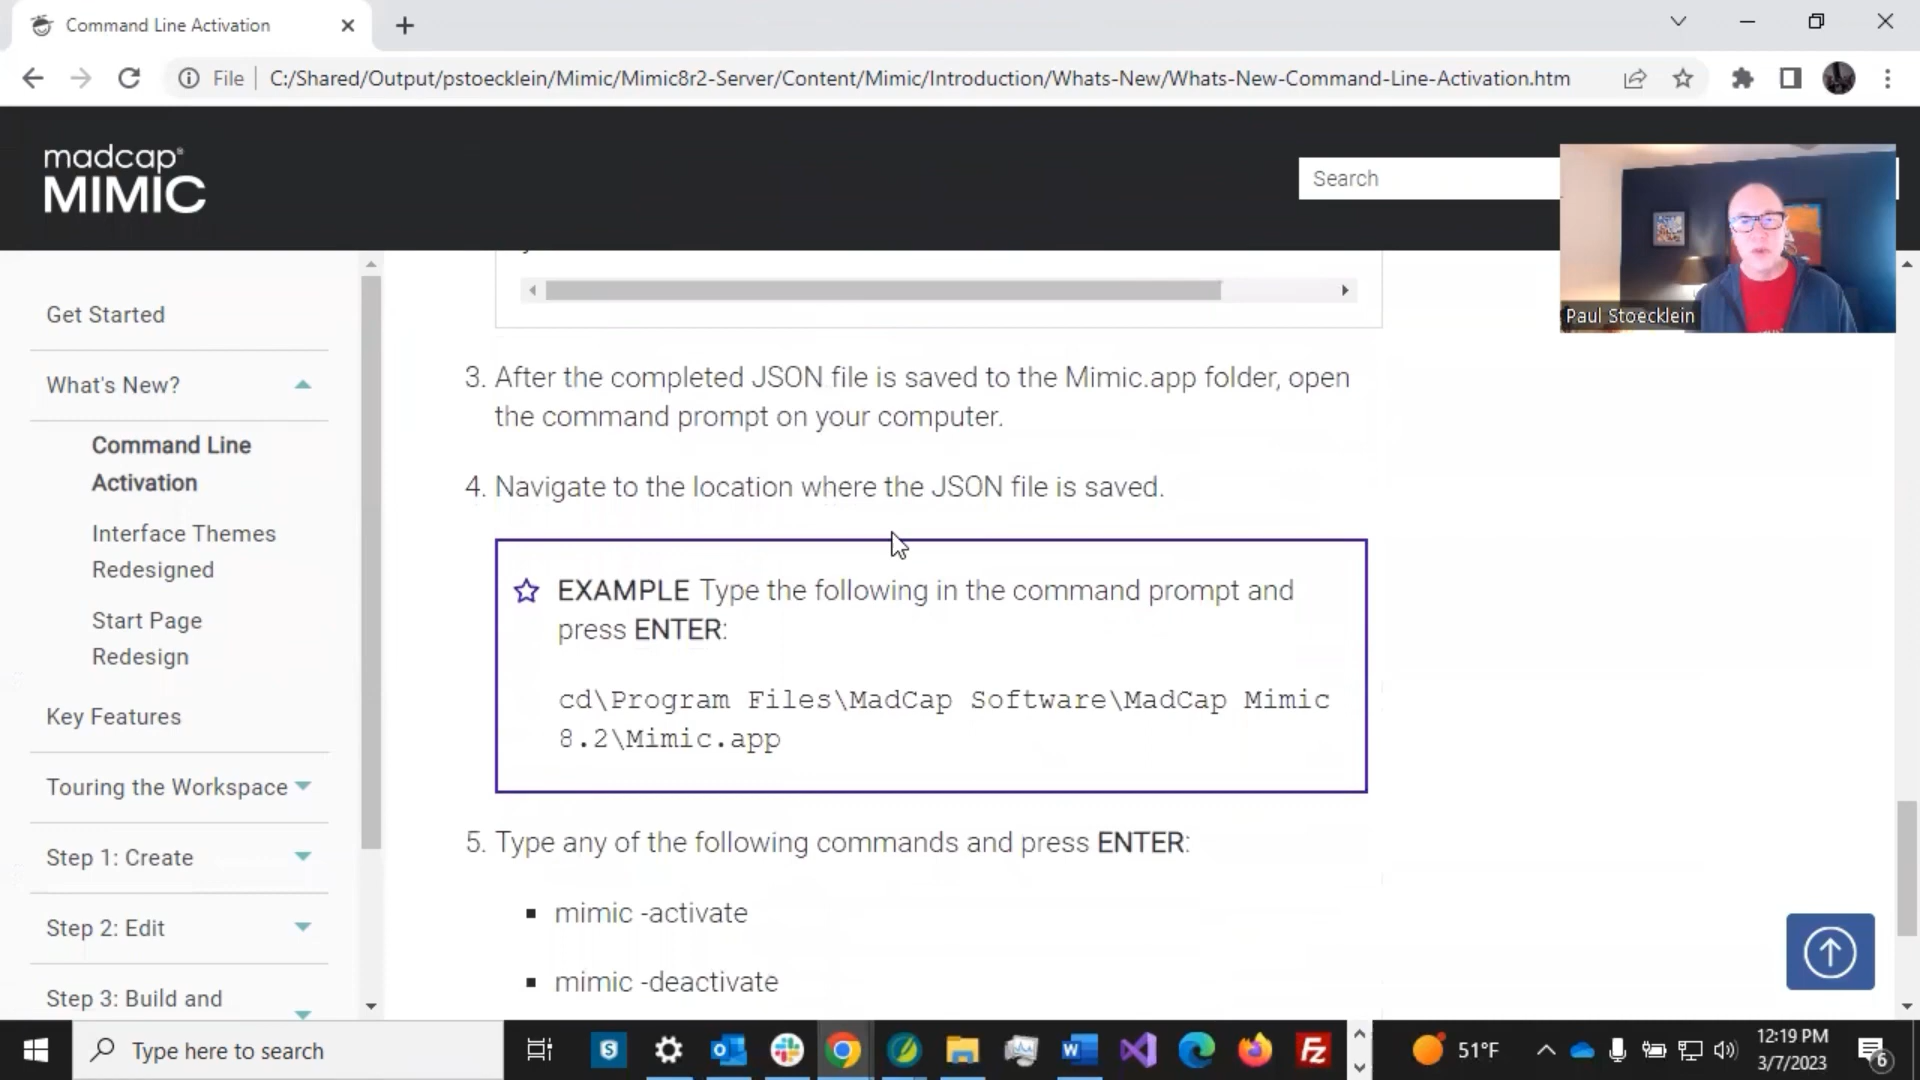 Command Line Activation
File
C:/Shared/Output/pstoecklein/Mimic/Mimic8r2-Server/Content/Mimic/Introduction/Whats-New/Whats-New-Command-Line-Activation.htm
madcap®
MIMIC
Search
Paul Stoecklein
Get Started
What's New?
Command Line
Activation
Interface Themes
Redesigned
Start Page
Redesign
Key Features
Touring the Workspace
Step 1: Create
Step 2: Edit
Step 3: Build and
3. After the completed JSON file is saved to the Mimic.app folder, open
the command prompt on your computer.
4. Navigate to the location where the JSON file is saved.
EXAMPLE Type the following in the command prompt and
press ENTER:
cd\Program Files\MadCap Software\MadCap Mimic
8.2\Mimic.app
5. Type any of the following commands and press ENTER:
▪ mimic -activate
▪ mimic -deactivate
Type here to search
51°F
12:19 PM
3/7/2023
6